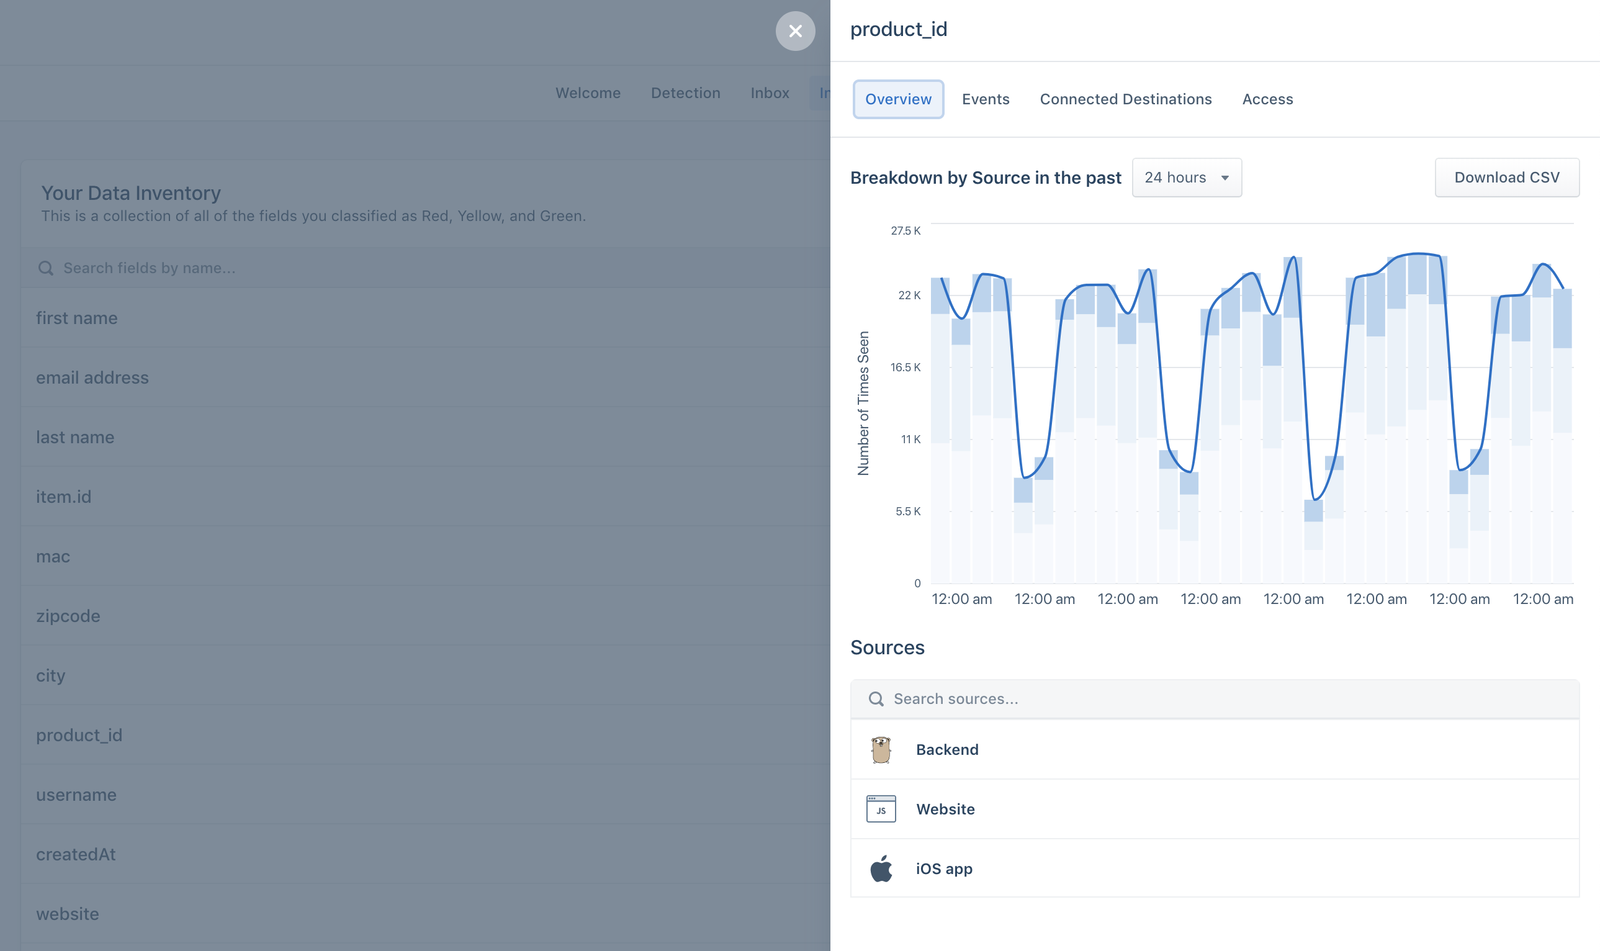 Welcome Detection Inbox
Your Data Inventory
This is a collection of all of the fields you classified as Red, Yellow, and Green.
Search fields by name...
first name
email address
last name
item.id
mac
zipcode
city
product_id
username
createdAt
website
product_id
Overview Events Connected Destinations Access
Breakdown by Source in the past 24 hours Download CSV
Number of Times Seen
27.5 K
22 K
16.5 K
11 K
5.5 K
0
12:00 am 12:00 am 12:00 am 12:00 am 12:00 am 12:00 am 12:00 am 12:00 am
Sources
Search sources...
Backend
JS Website
iOS app